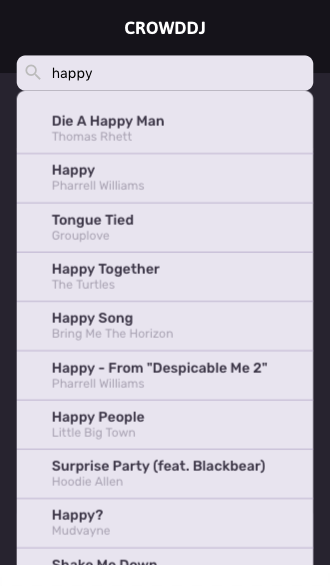 CROWDDJ
happy
Die A Happy Man
Thomas Rhett
Happy
Pharrell Williams
Tongue Tied
Grouplove
Happy Together
The Turtles
Happy Song
Bring Me The Horizon
Happy - From "Despicable Me 2"
Pharrell Williams
Happy People
Little Big Town
Surprise Party (feat. Blackbear)
Hoodie Allen
Happy?
Mudvayne
Shake Me Down